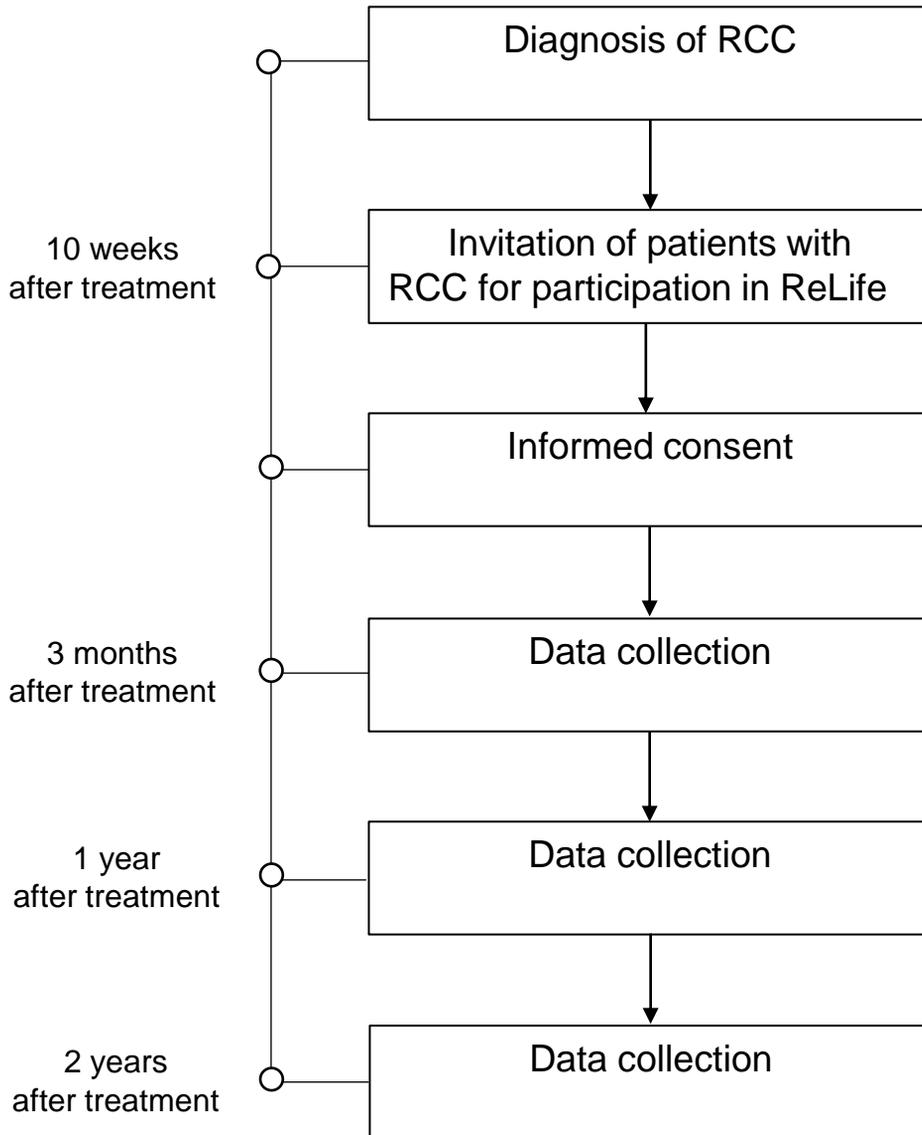 Diagnosis of RCC
10 weeks
after treatment
Invitation of patients with
RCC for participation in ReLife
Informed consent
3 months
after treatment
Data collection
1 year
after treatment
Data collection
2 years
after treatment
Data collection